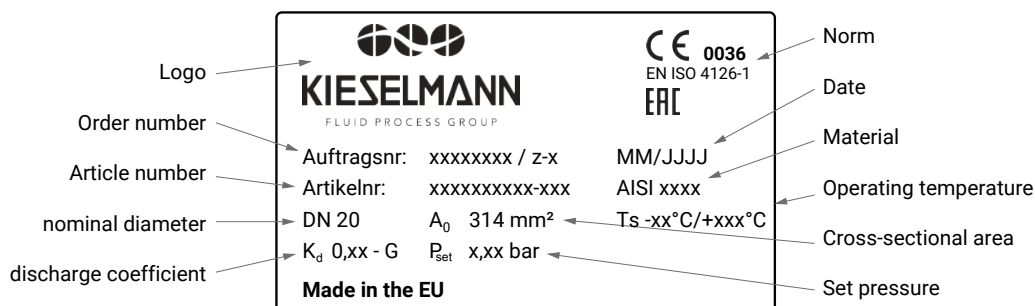 Logo
Order number
Article number
nominal diameter
discharge coefficient
KIESELMANN
FLUID PROCESS GROUP
CE 0036
EN ISO 4126-1
EAC
Auftragsnr: xxxxxxxx / z-x MM/JJJJ
Artikelnr: xxxxxxxxxx-xxx AISI xxxx
DN 20 A₀ 314 mm² Ts -xx°C/+xxx°C
K_d 0,xx - G P_set x,xx bar
Made in the EU
Norm
Date
Material
Operating temperature
Cross-sectional area
Set pressure